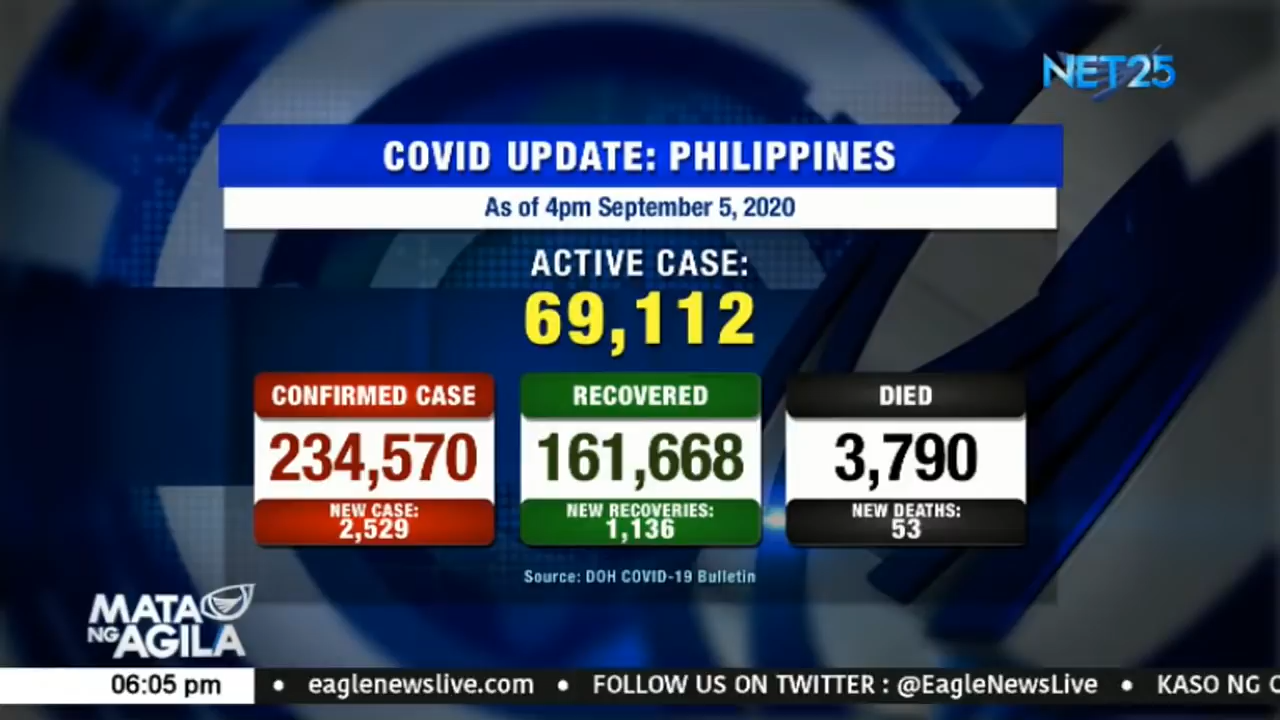 NET25
COVID UPDATE: PHILIPPINES
As of 4pm September 5, 2020
ACTIVE CASE:
69,112
CONFIRMED CASE
234,570
NEW CASE:
2,529
RECOVERED
161,668
NEW RECOVERIES:
1,136
DIED
3,790
NEW DEATHS:
53
Source: DOH COVID-19 Bulletin
MATA
NG AGILA
06:05 pm • eaglenewslive.com • FOLLOW US ON TWITTER : @EagleNewsLive • KASO NG